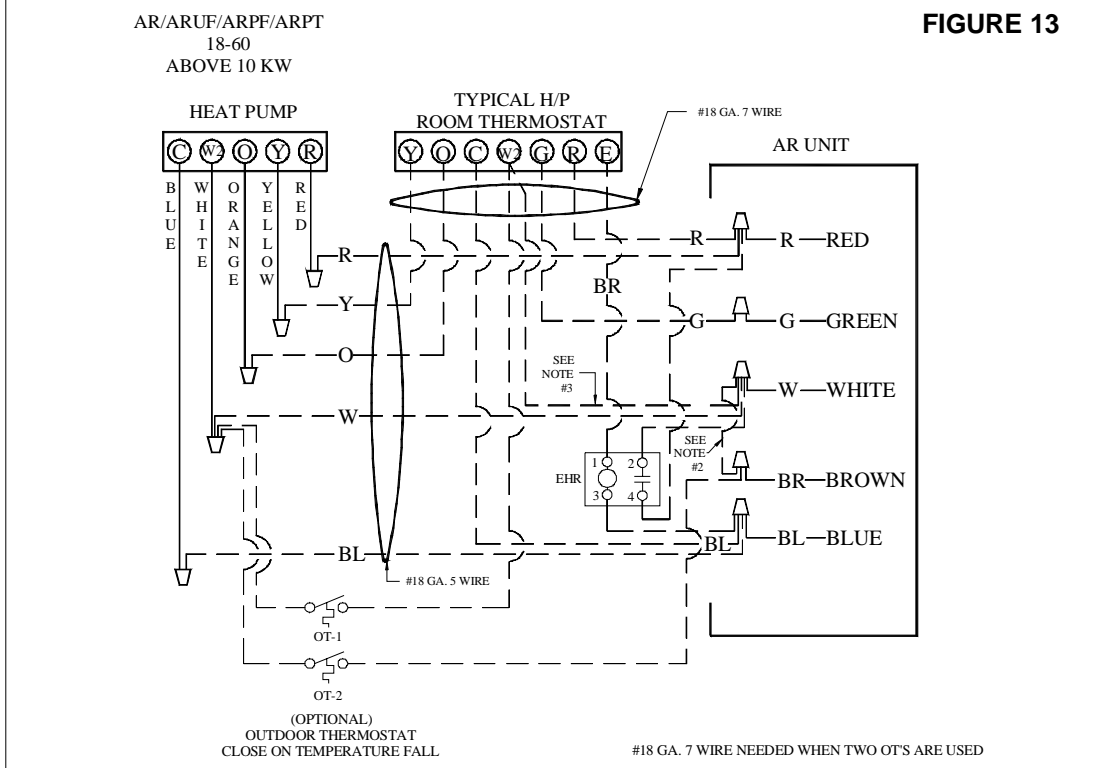 AR/ARUF/ARPF/ARPT
18-60
ABOVE 10 KW
FIGURE 13
HEAT PUMP
TYPICAL H/P
ROOM THERMOSTAT
#18 GA. 7 WIRE
AR UNIT
C W2 O Y R
Y O C W2 G R E
BLUE
WHITE
ORANGE
YELLOW
RED
R
R
R
RED
BR
Y
G
G
GREEN
O
SEE
NOTE
#3
W
W
WHITE
SEE
NOTE
#2
EHR
1
2
3
4
BR
BROWN
BL
BL
BL
BLUE
#18 GA. 5 WIRE
OT-1
OT-2
(OPTIONAL)
OUTDOOR THERMOSTAT
CLOSE ON TEMPERATURE FALL
#18 GA. 7 WIRE NEEDED WHEN TWO OT'S ARE USED